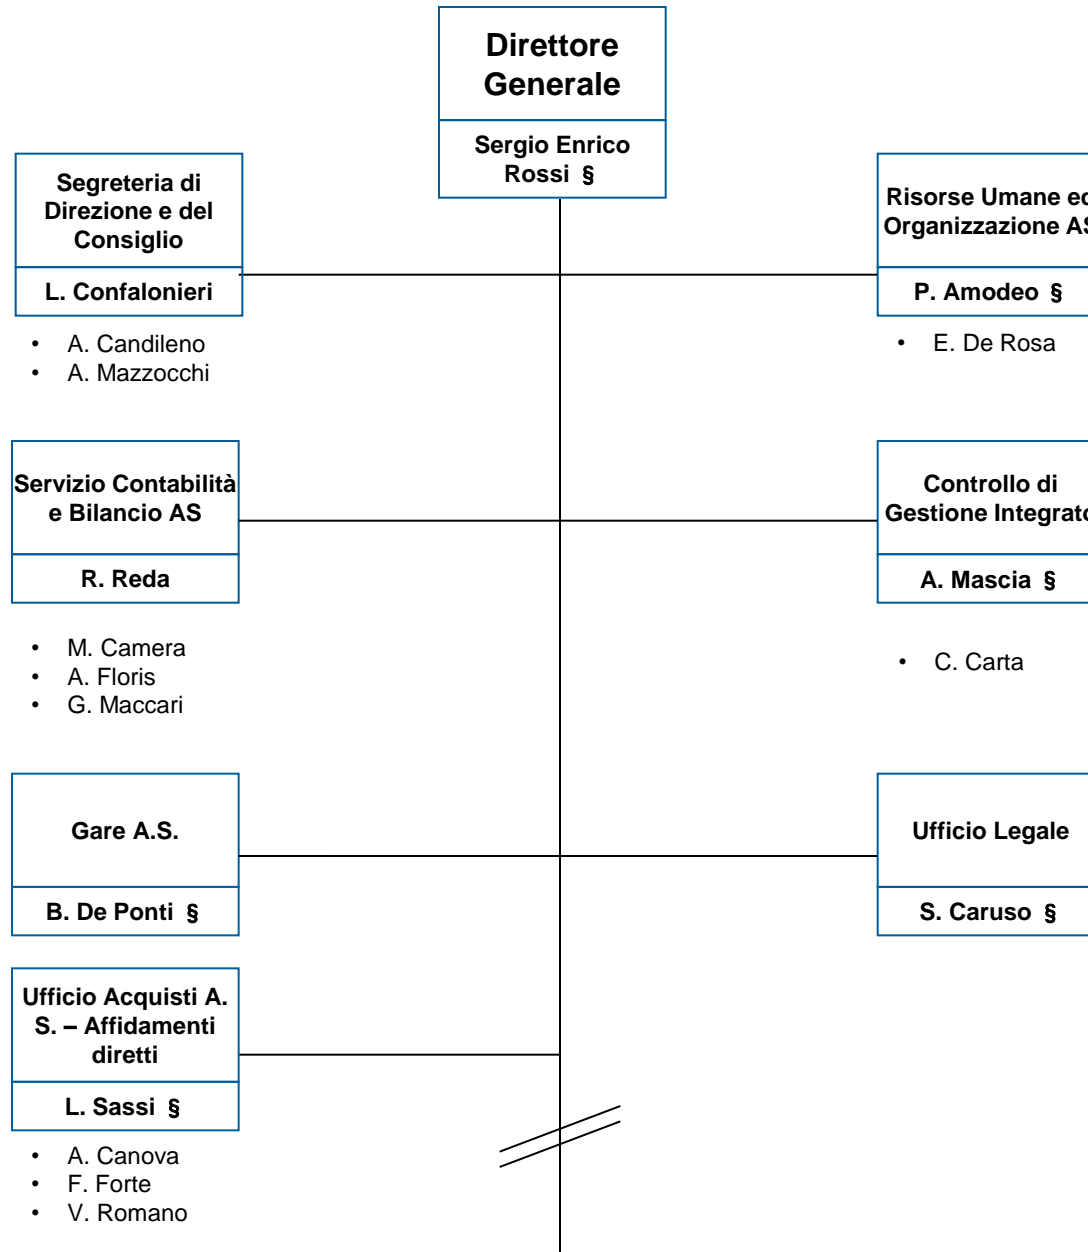 Direttore
Generale
Sergio Enrico
Rossi §
Segreteria di
Direzione e del
Consiglio
L. Confalonieri
• A. Candileno
• A. Mazzocchi
Risorse Umane ed
Organizzazione AS
P. Amodeo §
• E. De Rosa
Servizio Contabilità
e Bilancio AS
R. Reda
• M. Camera
• A. Floris
• G. Maccari
Controllo di
Gestione Integrato
A. Mascia §
• C. Carta
Gare A.S.
B. De Ponti §
Ufficio Legale
S. Caruso §
Ufficio Acquisti A.
S. – Affidamenti
diretti
L. Sassi §
• A. Canova
• F. Forte
• V. Romano